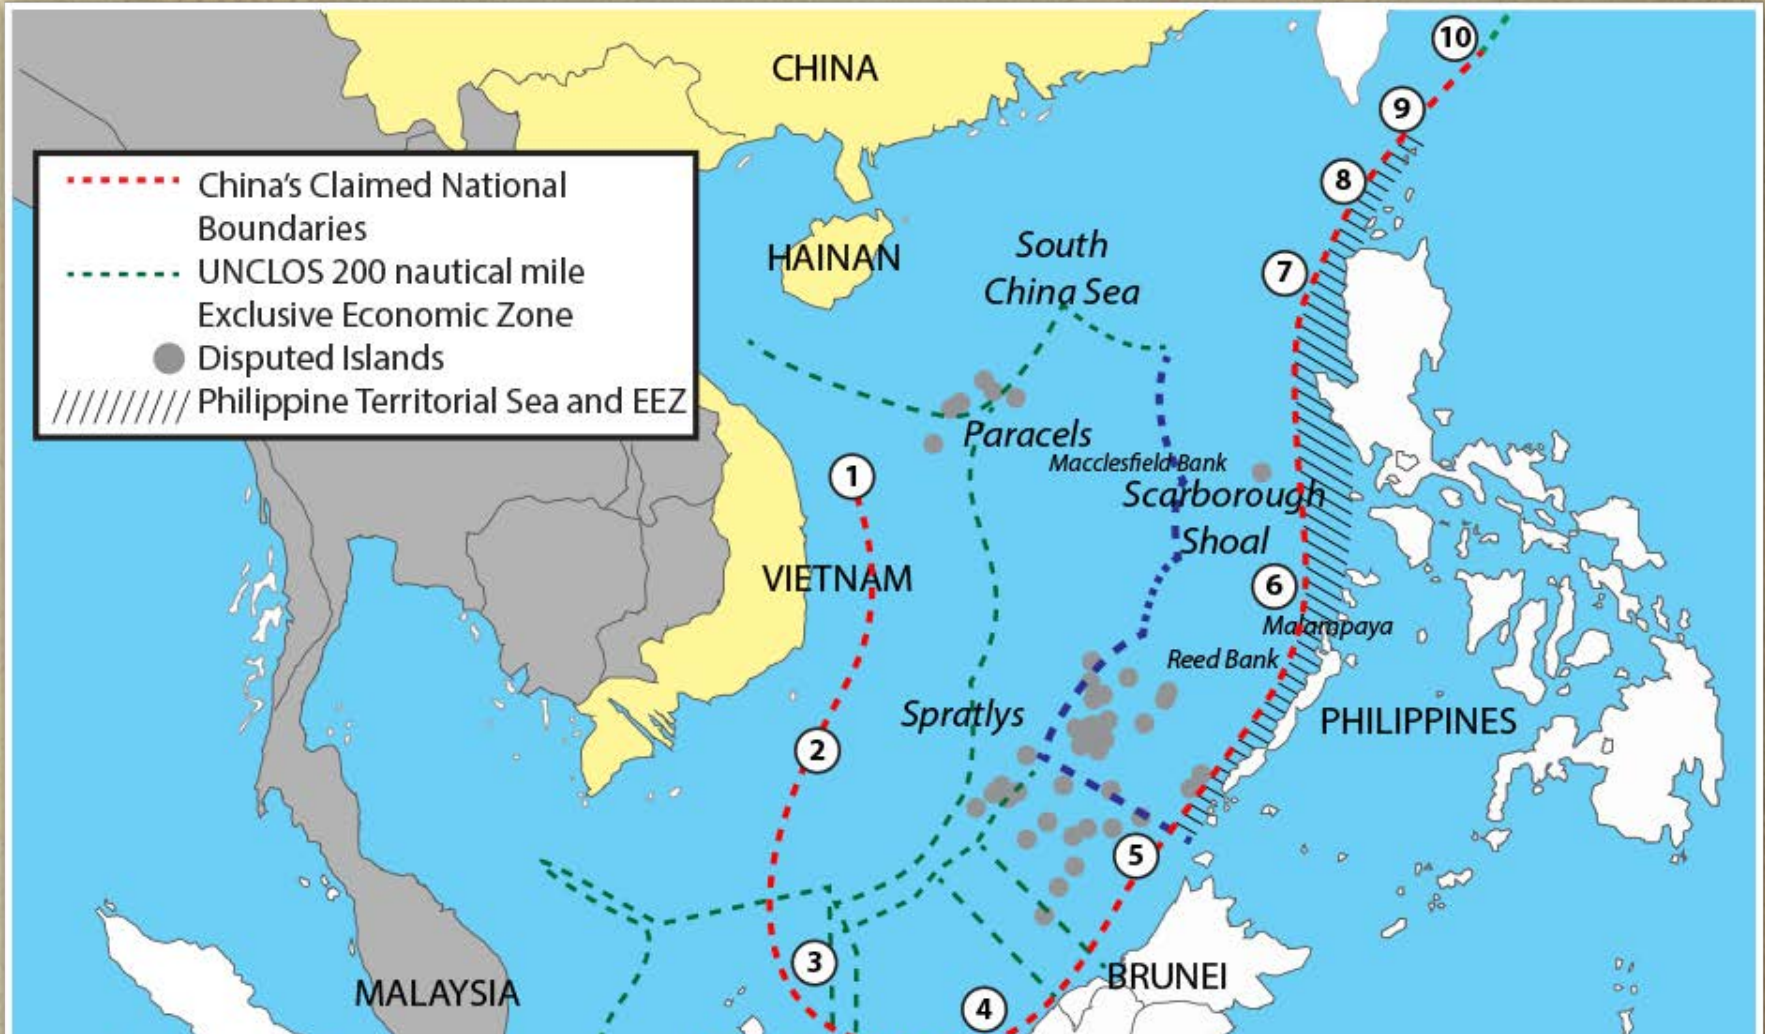 CHINA
10
9
China's Claimed National
Boundaries
UNCLOS 200 nautical mile
Exclusive Economic Zone
Disputed Islands
Philippine Territorial Sea and EEZ
8
HAINAN
South
China Sea
7
Paracels
Macclesfield Bank
1
Scarborough
Shoal
VIETNAM
6
Malampaya
Reed Bank
Spratlys
PHILIPPINES
2
5
3
BRUNEI
MALAYSIA
4